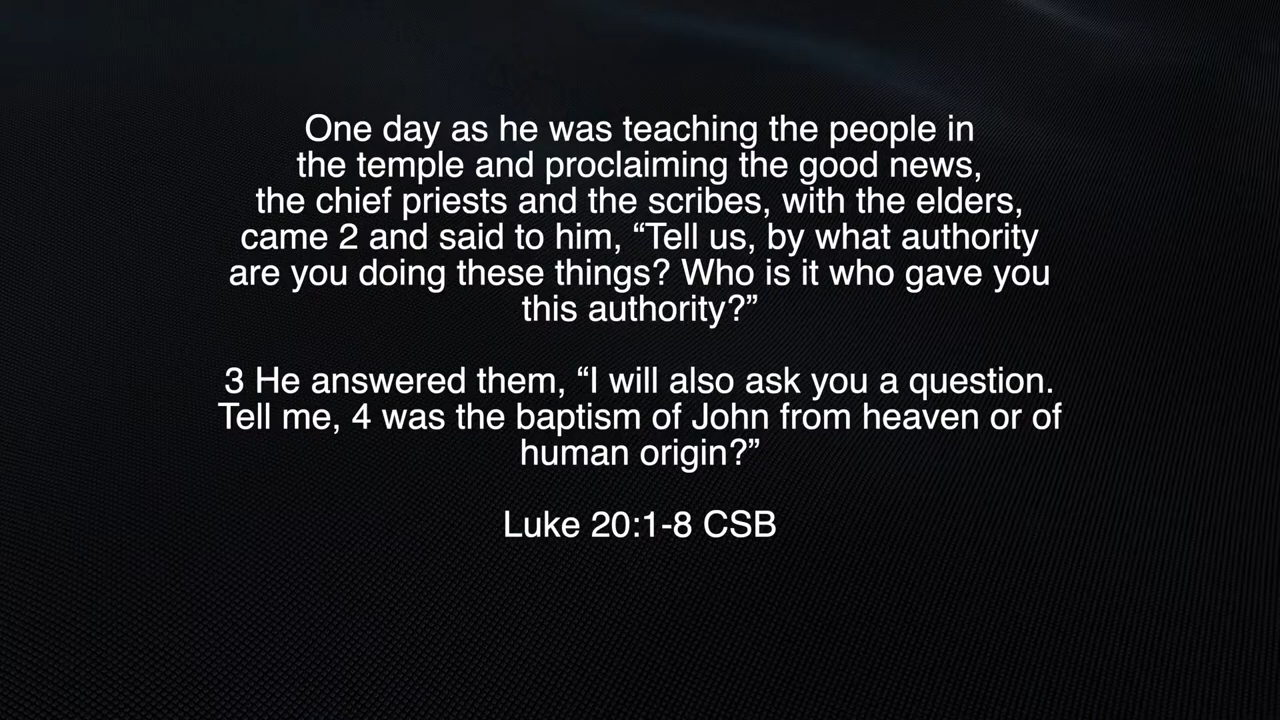 One day as he was teaching the people in
the temple and proclaiming the good news,
the chief priests and the scribes, with the elders,
came 2 and said to him, “Tell us, by what authority
are you doing these things? Who is it who gave you
this authority?”
3 He answered them, “I will also ask you a question.
Tell me, 4 was the baptism of John from heaven or of
human origin?”
Luke 20:1-8 CSB